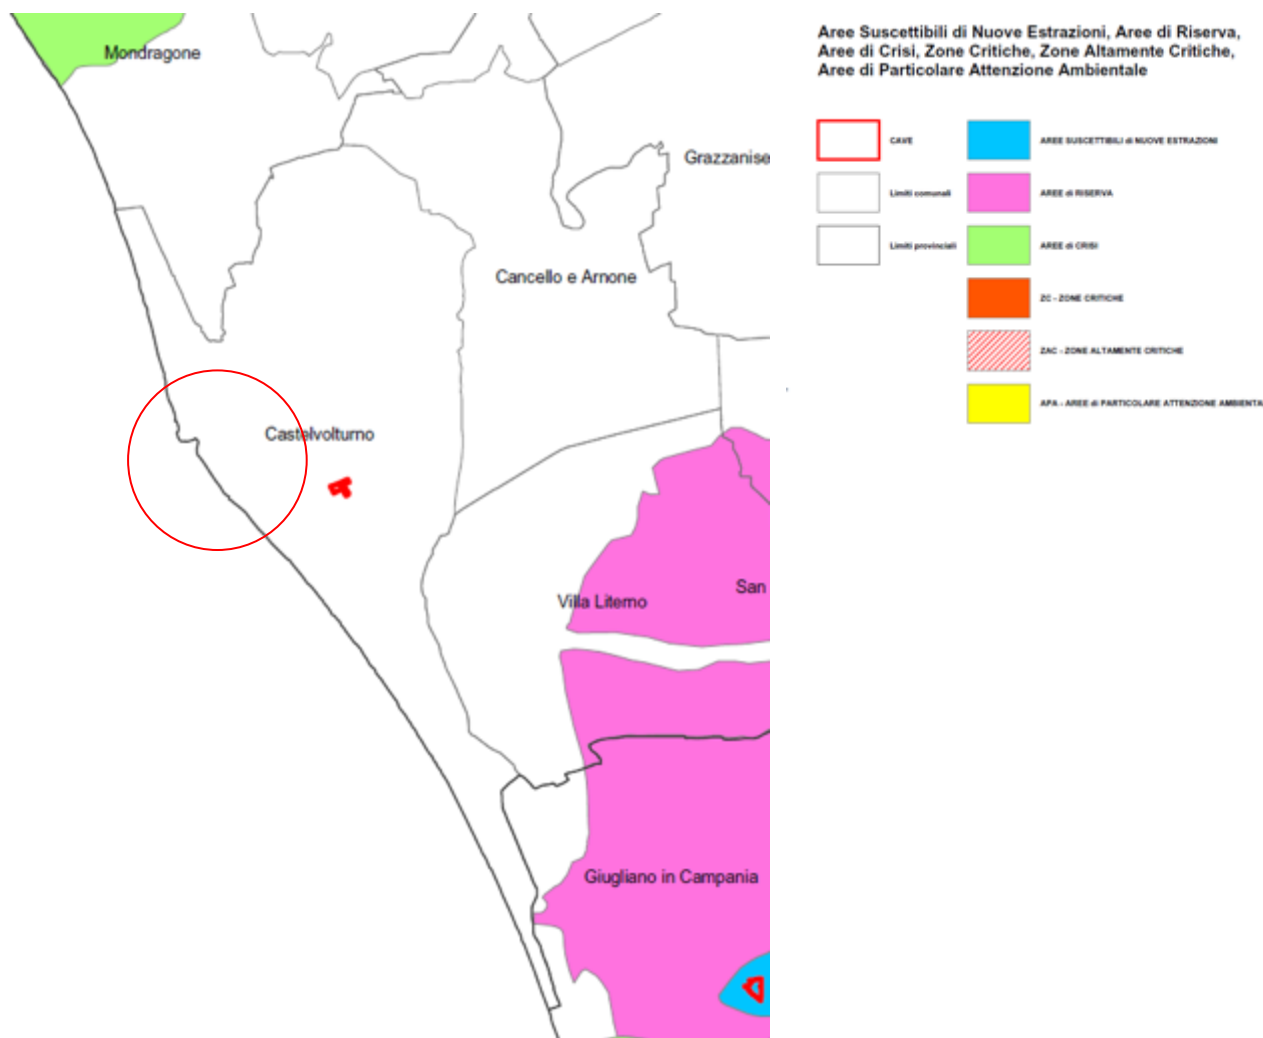 Aree Suscettibili di Nuove Estrazioni, Aree di Riserva,
Aree di Crisi, Zone Critiche, Zone Altamente Critiche,
Aree di Particolare Attenzione Ambientale
CAVE
AREE SUSCETTIBILI di NUOVE ESTRAZIONI
Limiti comunali
AREE di RISERVA
Limiti provinciali
AREE di CRISI
ZC - ZONE CRITICHE
ZAC - ZONE ALTAMENTE CRITICHE
APA - AREE di PARTICOLARE ATTENZIONE AMBIENTA
Mondragone
Grazzanise
Cancello e Arnone
Castelvolturno
San
Villa Literno
Giugliano in Campania